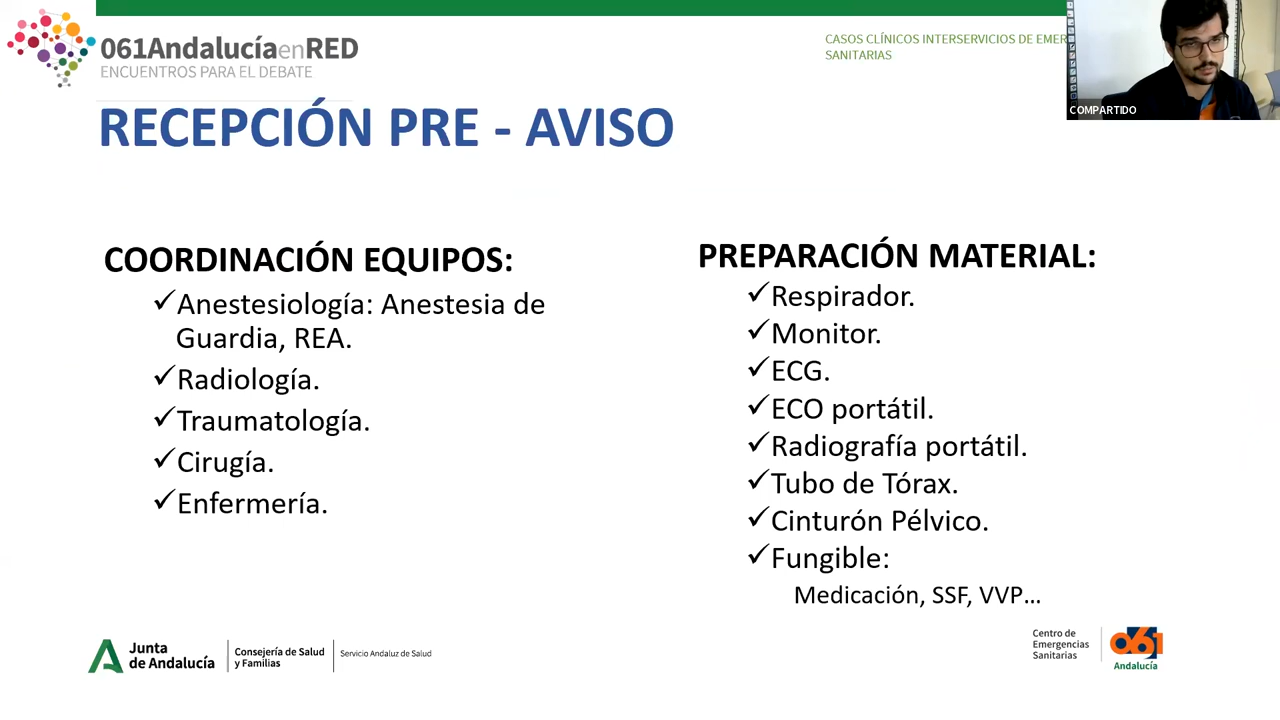 061AndalucíaenRED
ENCUENTROS PARA EL DEBATE
CASOS CLÍNICOS INTERSERVICIOS DE
SANITARIAS
COMPARTIDO
RECEPCIÓN PRE - AVISO
COORDINACIÓN EQUIPOS:
✓Anestesiología: Anestesia de
Guardia, REA.
✓Radiología.
✓Traumatología.
✓Cirugía.
✓Enfermería.
PREPARACIÓN MATERIAL:
✓Respirador.
✓Monitor.
✓ECG.
✓ECO portátil.
✓Radiografía portátil.
✓Tubo de Tórax.
✓Cinturón Pélvico.
✓Fungible:
Medicación, SSF, VVP…
Junta
de Andalucía
Consejería de Salud
y Familias
Servicio Andaluz de Salud
Centro de
Emergencias
Sanitarias
061
Andalucía